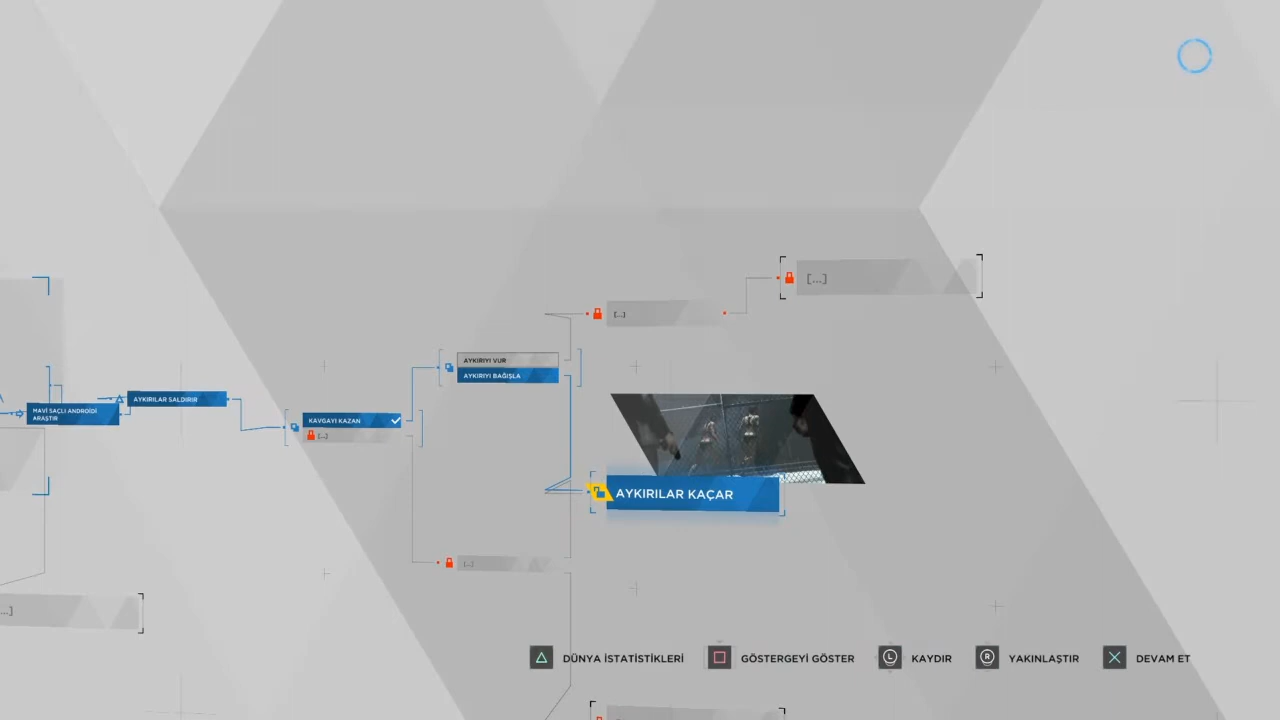 [...]
[...]
AYKIRIYI VUR
AYKIRIYI BAĞIŞLA
AYKIRILAR SALDIRIR
MAVİ SAÇLI ANDROİDİ
ARAŞTIR
KAVGAYI KAZAN
[...]
AYKIRILAR KAÇAR
[...]
...]
DÜNYA İSTATİSTİKLERİ
GÖSTERGEYİ GÖSTER
L
KAYDIR
R
YAKINLAŞTIR
DEVAM ET